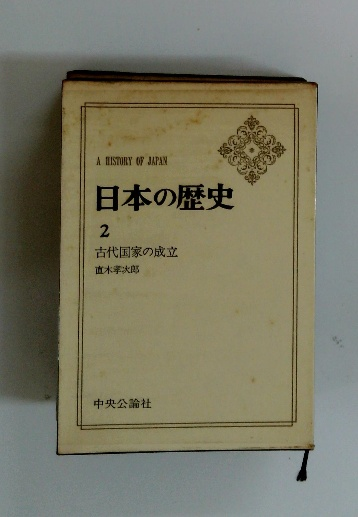 A HISTORY OF JAPAN
日本の歴史
2
古代国家の成立
直木孝次郎
中央公論社